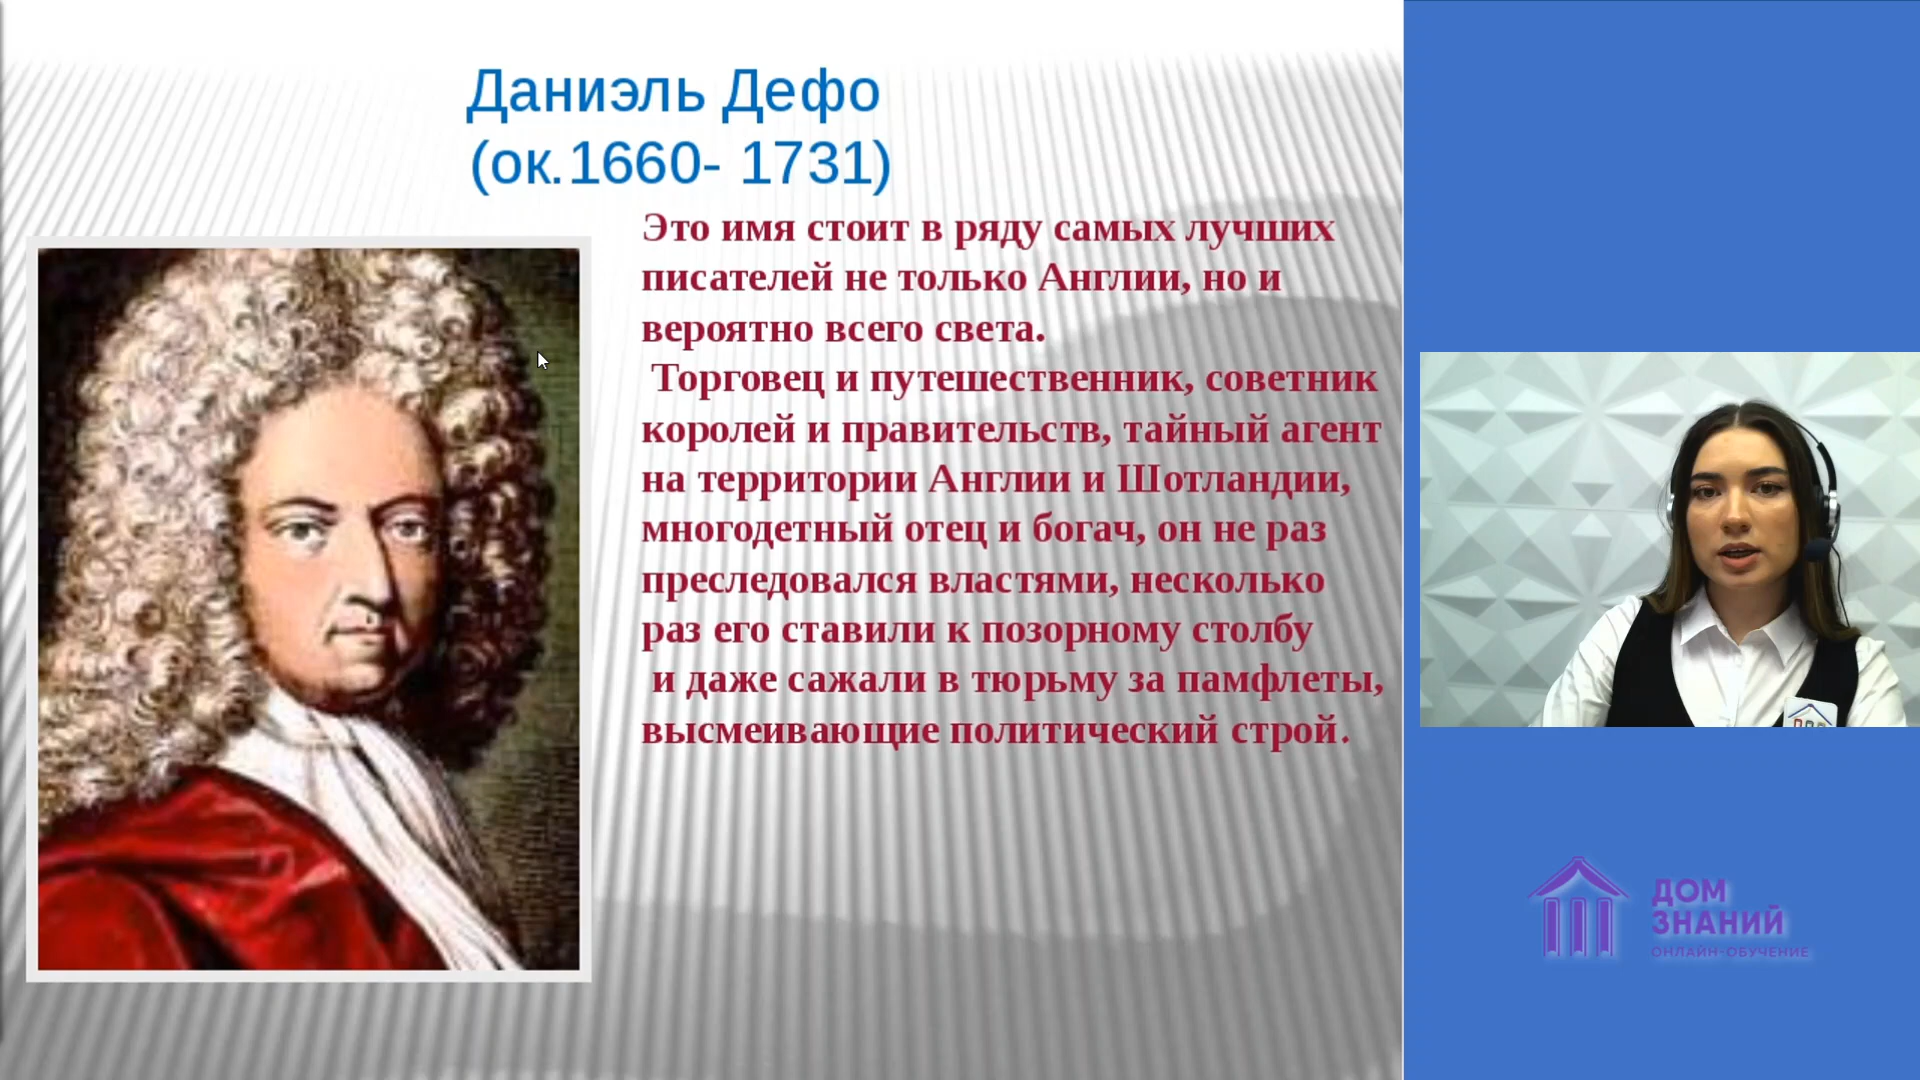 Даниэль Дефо
(ок.1660- 1731)
Это имя стоит в ряду самых лучших
писателей не только Англии, но и
вероятно всего света.
Торговец и путешественник, советник
королей и правительств, тайный агент
на территории Англии и Шотландии,
многодетный отец и богач, он не раз
преследовался властями, несколько
раз его ставили к позорному столбу
и даже сажали в тюрьму за памфлеты,
высмеивающие политический строй.
ДОМ
ЗНАНИЙ
ОНЛАЙН-ОБУЧЕНИЕ